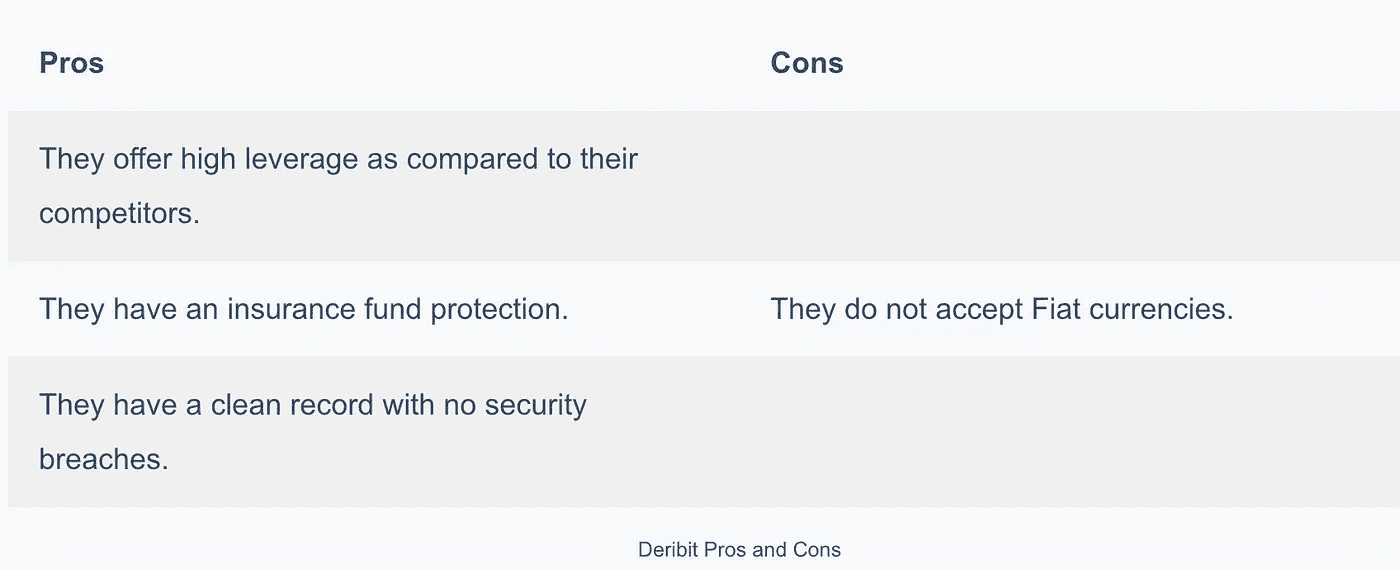 Pros
Cons
They offer high leverage as compared to their
competitors.
They have an insurance fund protection.
They do not accept Fiat currencies.
They have a clean record with no security
breaches.
Deribit Pros and Cons